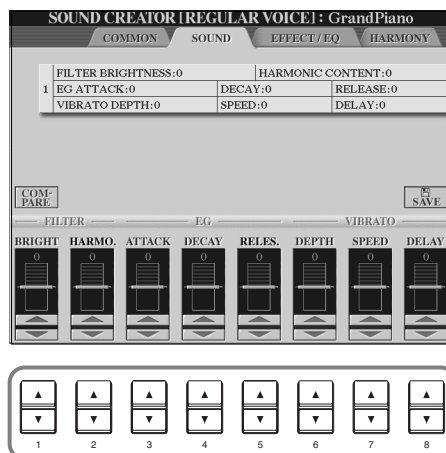 SOUND CREATOR [REGULAR VOICE] : GrandPiano
COMMON SOUND EFFECT / EQ HARMONY
FILTER BRIGHTNESS:0 HARMONIC CONTENT:0
1 EG ATTACK:0 DECAY:0 RELEASE:0
VIBRATO DEPTH:0 SPEED:0 DELAY:0
COM-
PARE
SAVE
FILTER EG VIBRATO
BRIGHT HARMO. ATTACK DECAY RELES. DEPTH SPEED DELAY
0 0 0 0 0 0 0 0
1 2 3 4 5 6 7 8